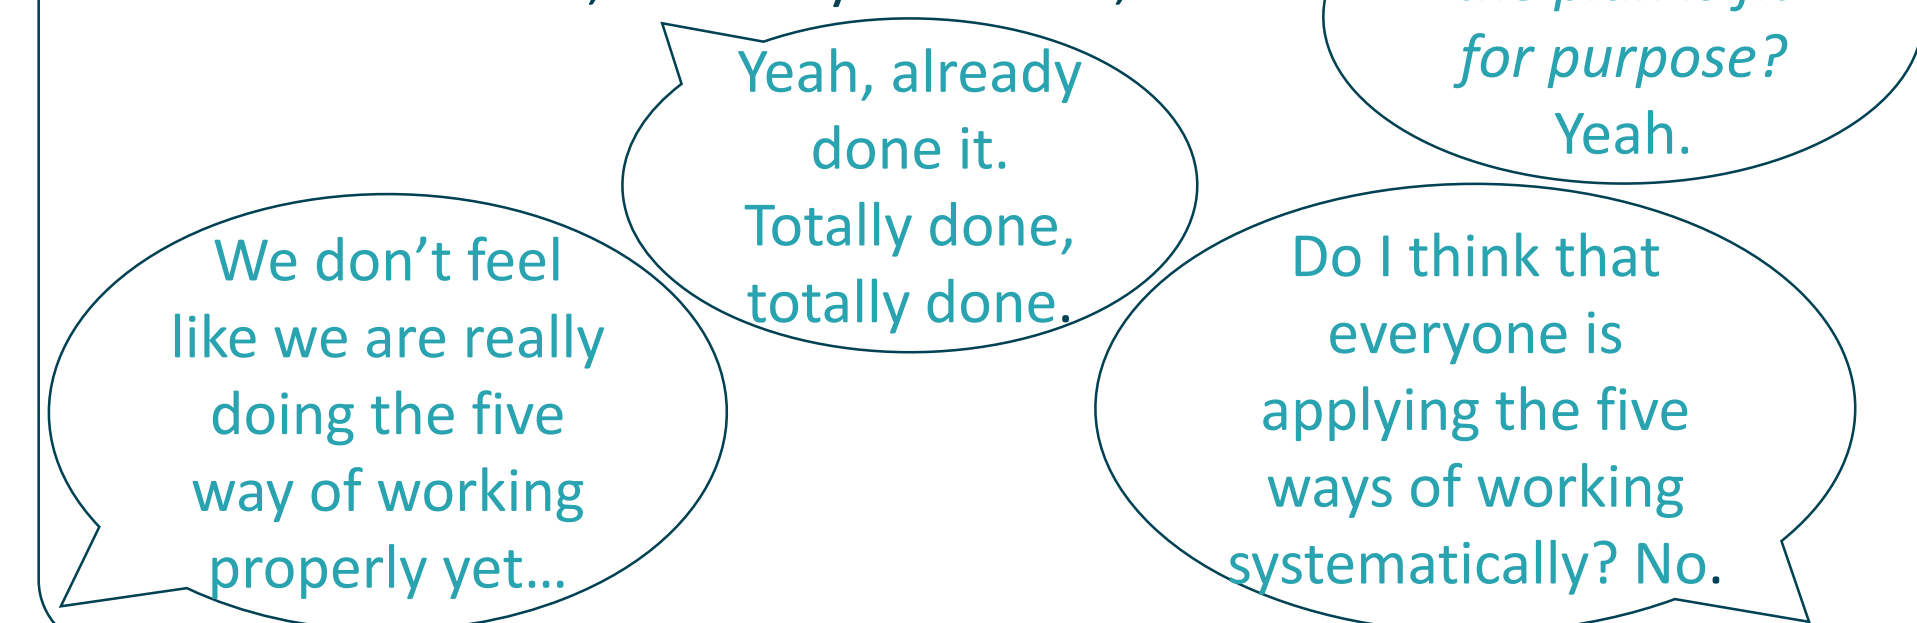 for purpose?
Yeah.
Yeah, already
done it.
Totally done,
totally done.
We don’t feel
like we are really
doing the five
way of working
properly yet…
Do I think that
everyone is
applying the five
ways of working
systematically? No.